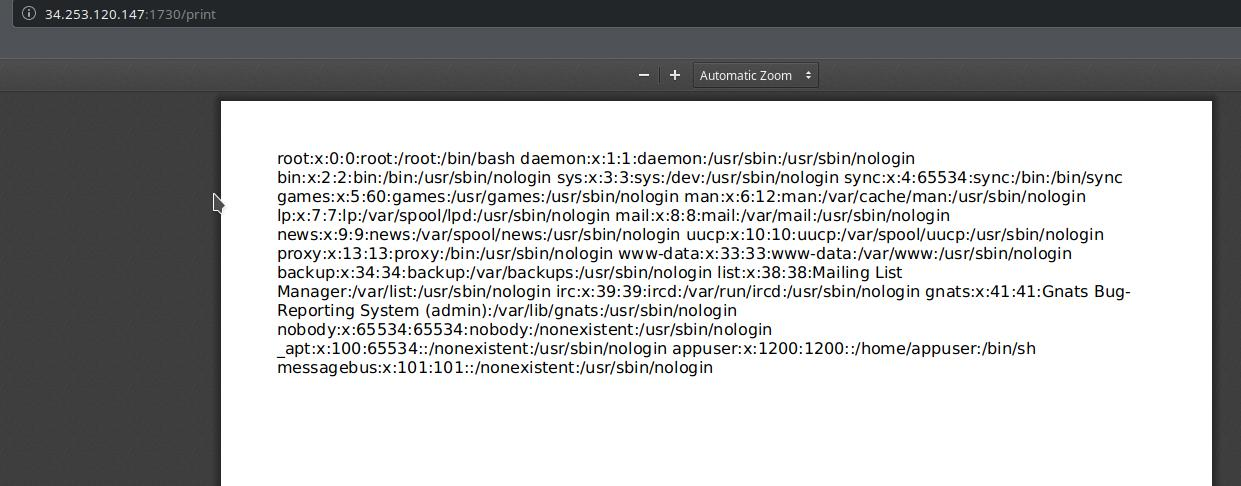 34.253.120.147:1730/print
Automatic Zoom
root:x:0:0:root:/root:/bin/bash daemon:x:1:1:daemon:/usr/sbin:/usr/sbin/nologin
bin:x:2:2:bin:/bin:/usr/sbin/nologin sys:x:3:3:sys:/dev:/usr/sbin/nologin sync:x:4:65534:sync:/bin:/bin/sync
games:x:5:60:games:/usr/games:/usr/sbin/nologin man:x:6:12:man:/var/cache/man:/usr/sbin/nologin
lp:x:7:7:lp:/var/spool/lpd:/usr/sbin/nologin mail:x:8:8:mail:/var/mail:/usr/sbin/nologin
news:x:9:9:news:/var/spool/news:/usr/sbin/nologin uucp:x:10:10:uucp:/var/spool/uucp:/usr/sbin/nologin
proxy:x:13:13:proxy:/bin:/usr/sbin/nologin www-data:x:33:33:www-data:/var/www:/usr/sbin/nologin
backup:x:34:34:backup:/var/backups:/usr/sbin/nologin list:x:38:38:Mailing List
Manager:/var/list:/usr/sbin/nologin irc:x:39:39:ircd:/var/run/ircd:/usr/sbin/nologin gnats:x:41:41:Gnats Bug-
Reporting System (admin):/var/lib/gnats:/usr/sbin/nologin
nobody:x:65534:65534:nobody:/nonexistent:/usr/sbin/nologin
_apt:x:100:65534::/nonexistent:/usr/sbin/nologin appuser:x:1200:1200::/home/appuser:/bin/sh
messagebus:x:101:101::/nonexistent:/usr/sbin/nologin